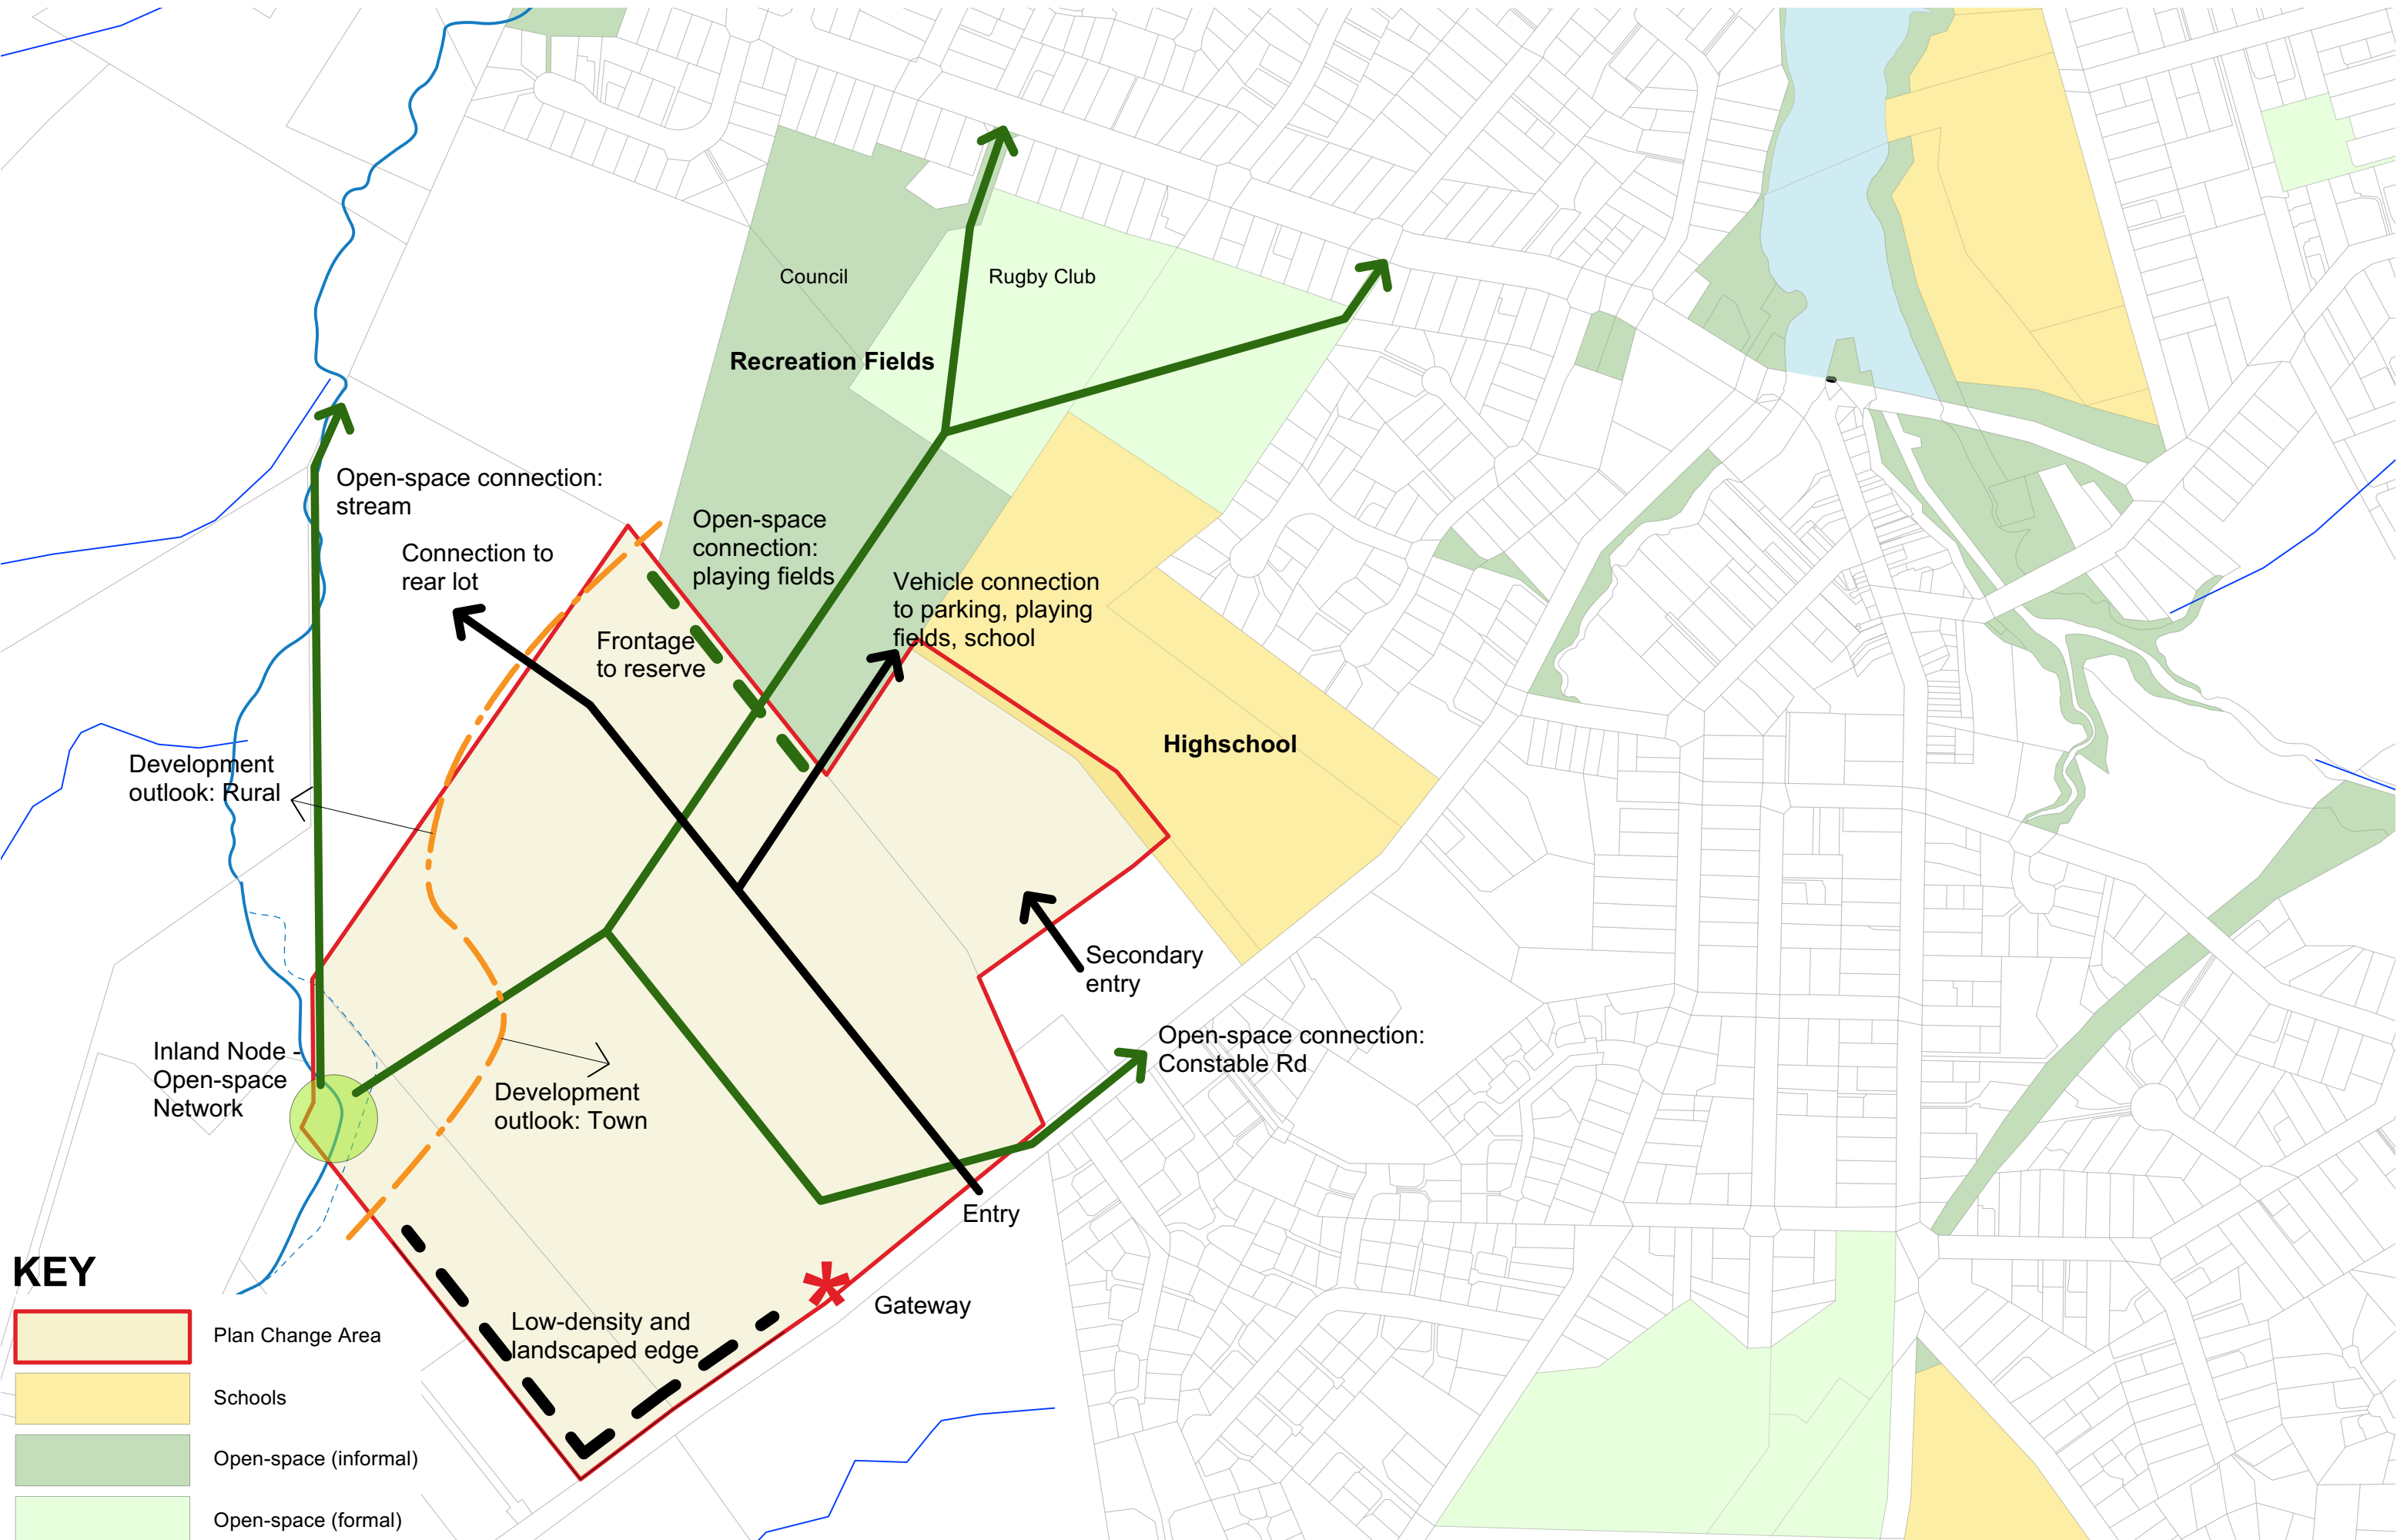 Council
Rugby Club
Recreation Fields
Open-space connection:
stream
Connection to
rear lot
Open-space
connection:
playing fields
Vehicle connection
to parking, playing
fields, school
Frontage
to reserve
Highschool
Development
outlook: Rural
Secondary
entry
Open-space connection:
Constable Rd
Inland Node -
Open-space
Network
Development
outlook: Town
Entry
Gateway
Low-density and
landscaped edge
KEY
Plan Change Area
Schools
Open-space (informal)
Open-space (formal)